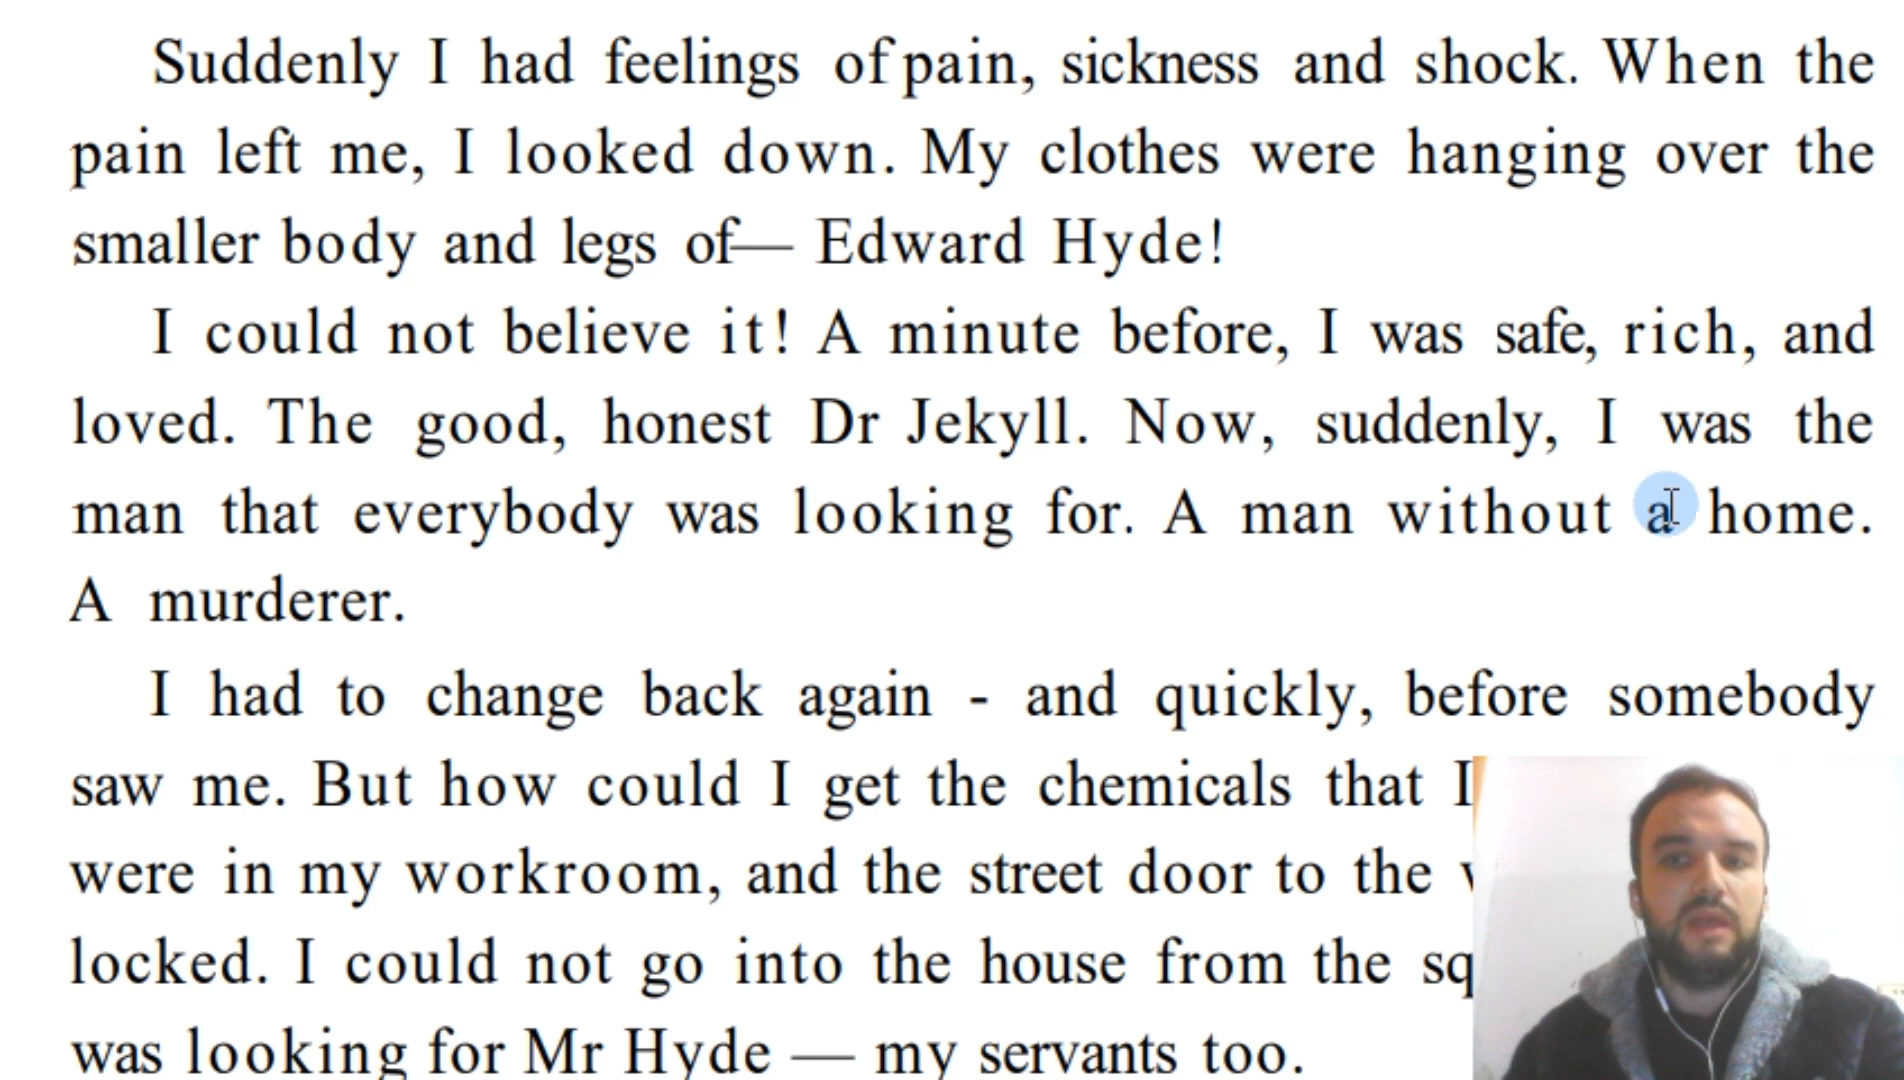 Suddenly I had feelings of pain, sickness and shock. When the
pain left me, I looked down. My clothes were hanging over the
smaller body and legs of— Edward Hyde!
I could not believe it! A minute before, I was safe, rich, and
loved. The good, honest Dr Jekyll. Now, suddenly, I was the
man that everybody was looking for. A man without a home.
A murderer.
I had to change back again - and quickly, before somebody
saw me. But how could I get the chemicals that I
were in my workroom, and the street door to the
locked. I could not go into the house from the sq
was looking for Mr Hyde — my servants too.